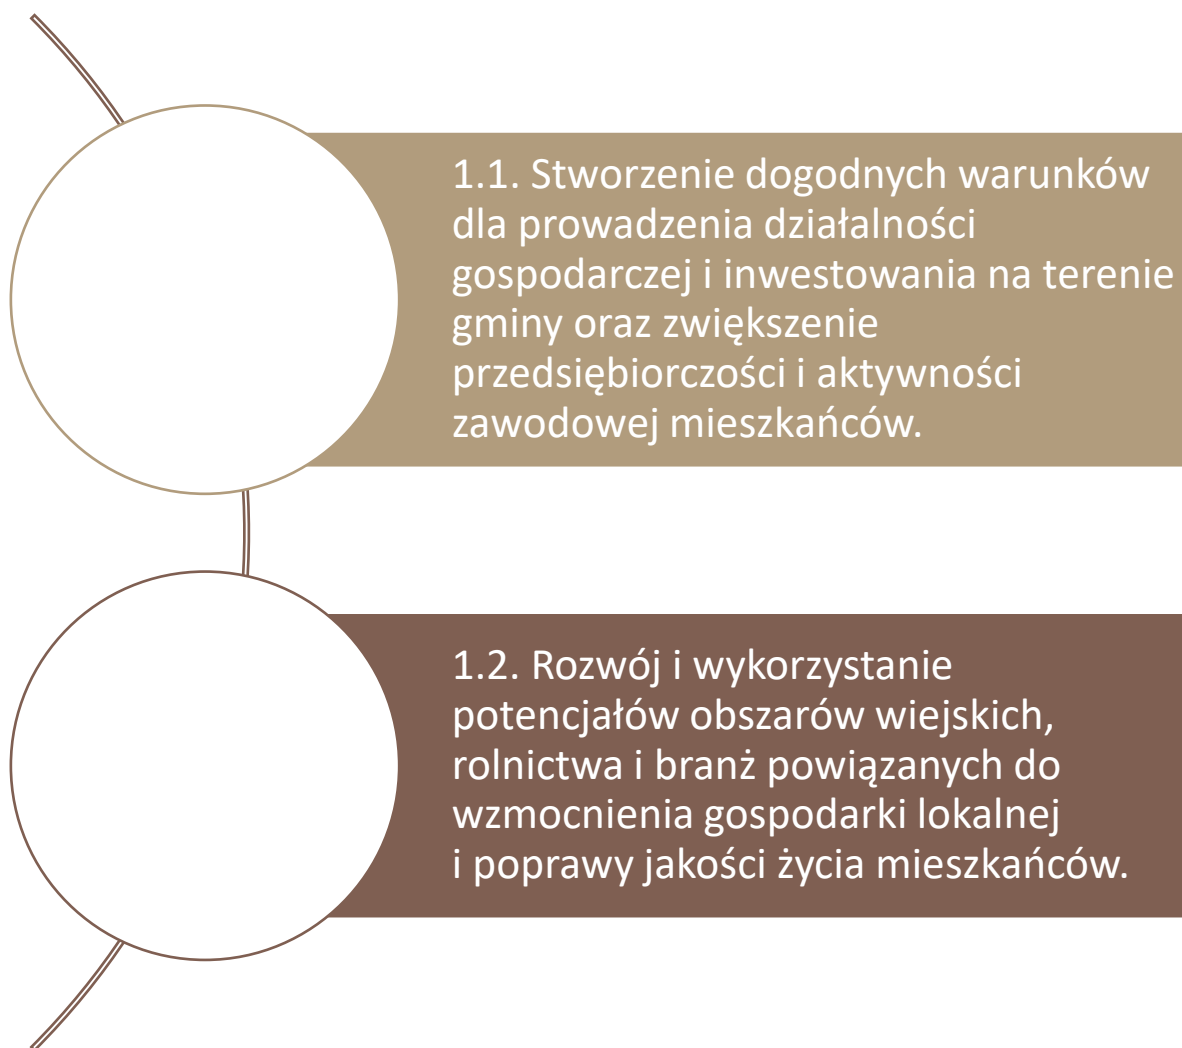 1.1. Stworzenie dogodnych warunków
dla prowadzenia działalności
gospodarczej i inwestowania na terenie
gminy oraz zwiększenie
przedsiębiorczości i aktywności
zawodowej mieszkańców.
1.2. Rozwój i wykorzystanie
potencjałów obszarów wiejskich,
rolnictwa i branż powiązanych do
wzmocnienia gospodarki lokalnej
i poprawy jakości życia mieszkańców.